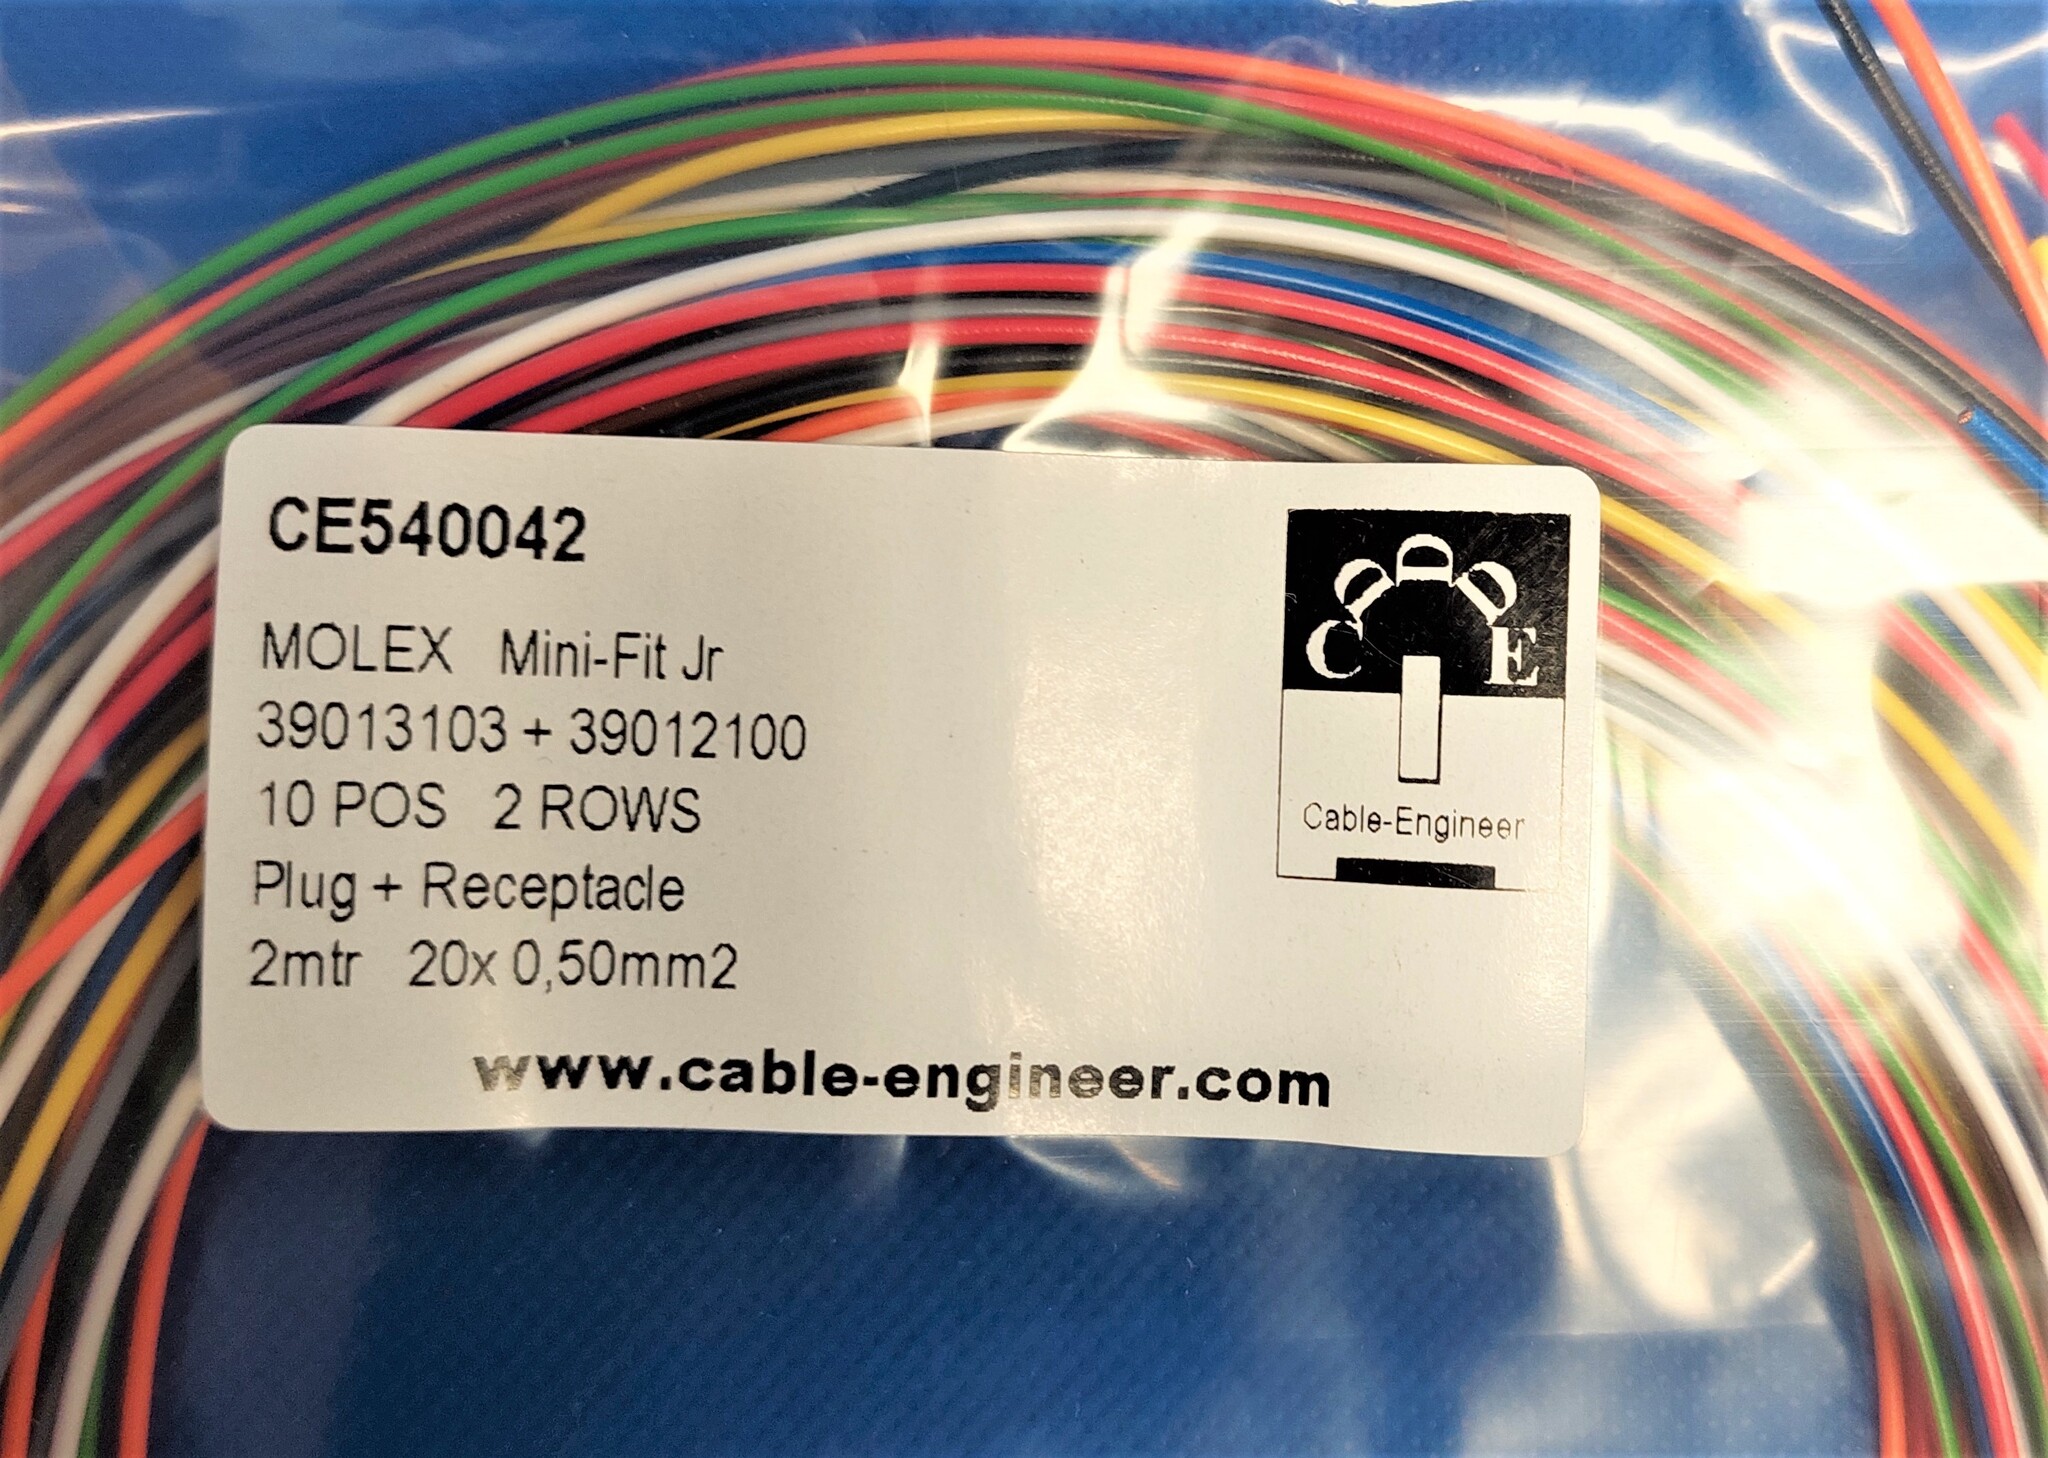 CE540042
MOLEX Mini-Fit Jr
39013103 + 39012100
10 POS 2 ROWS
Plug + Receptacle
2mtr 20x 0,50mm2
www.cable-engineer.com
C E
Cable-Engineer